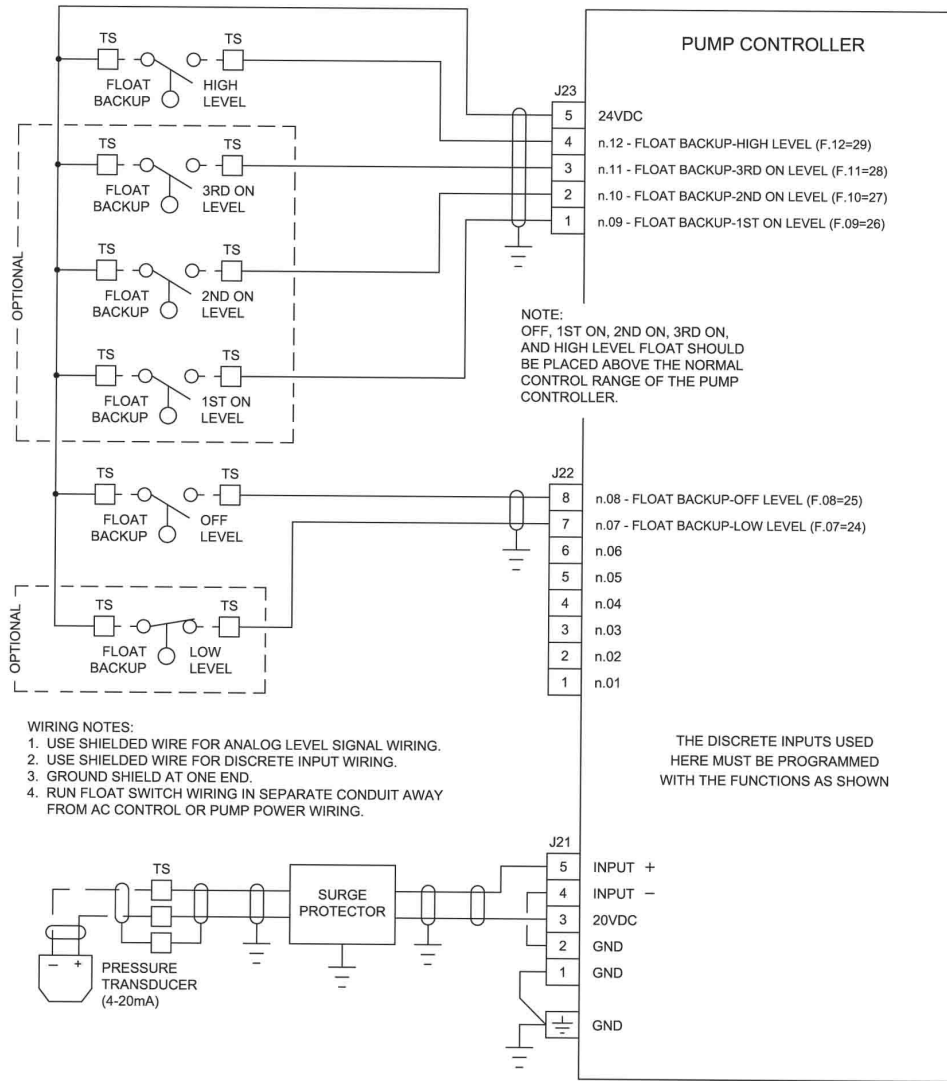 PUMP CONTROLLER
TS TS
FLOAT BACKUP
HIGH LEVEL
OPTIONAL
TS TS
FLOAT BACKUP
3RD ON LEVEL
TS TS
FLOAT BACKUP
2ND ON LEVEL
TS TS
FLOAT BACKUP
1ST ON LEVEL
TS TS
FLOAT BACKUP
OFF LEVEL
OPTIONAL
TS TS
FLOAT BACKUP
LOW LEVEL
J23
5 24VDC
4 n.12 - FLOAT BACKUP-HIGH LEVEL (F.12=29)
3 n.11 - FLOAT BACKUP-3RD ON LEVEL (F.11=28)
2 n.10 - FLOAT BACKUP-2ND ON LEVEL (F.10=27)
1 n.09 - FLOAT BACKUP-1ST ON LEVEL (F.09=26)
NOTE:
OFF, 1ST ON, 2ND ON, 3RD ON,
AND HIGH LEVEL FLOAT SHOULD
BE PLACED ABOVE THE NORMAL
CONTROL RANGE OF THE PUMP
CONTROLLER.
J22
8 n.08 - FLOAT BACKUP-OFF LEVEL (F.08=25)
7 n.07 - FLOAT BACKUP-LOW LEVEL (F.07=24)
6 n.06
5 n.05
4 n.04
3 n.03
2 n.02
1 n.01
WIRING NOTES:
1. USE SHIELDED WIRE FOR ANALOG LEVEL SIGNAL WIRING.
2. USE SHIELDED WIRE FOR DISCRETE INPUT WIRING.
3. GROUND SHIELD AT ONE END.
4. RUN FLOAT SWITCH WIRING IN SEPARATE CONDUIT AWAY
FROM AC CONTROL OR PUMP POWER WIRING.
THE DISCRETE INPUTS USED
HERE MUST BE PROGRAMMED
WITH THE FUNCTIONS AS SHOWN
TS
SURGE
PROTECTOR
− +
PRESSURE
TRANSDUCER
(4-20mA)
J21
5 INPUT +
4 INPUT −
3 20VDC
2 GND
1 GND
GND